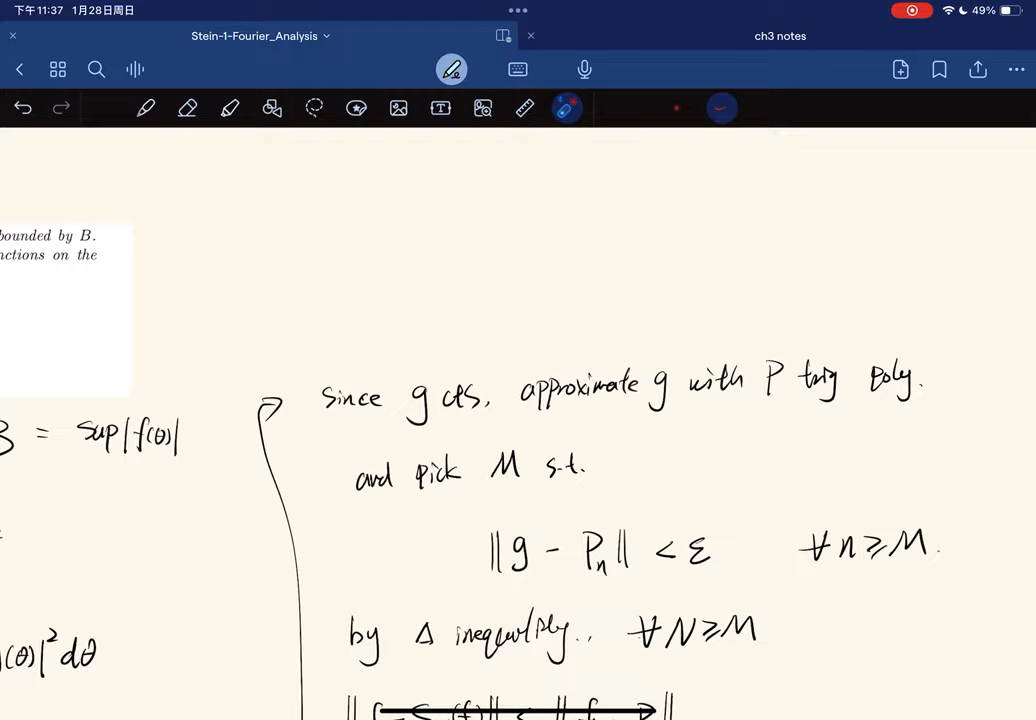 下午11:37 1月28日周日
49%
Stein-1-Fourier_Analysis
ch3 notes
bounded by B.
nctions on the
B = sup|f(θ)|
(θ)|² dθ
Since g cts, approximate g with P trig poly.
and pick M s.t.
||g - Pₙ|| < ε ∀n≥M.
by Δ inequality, ∀N≥M